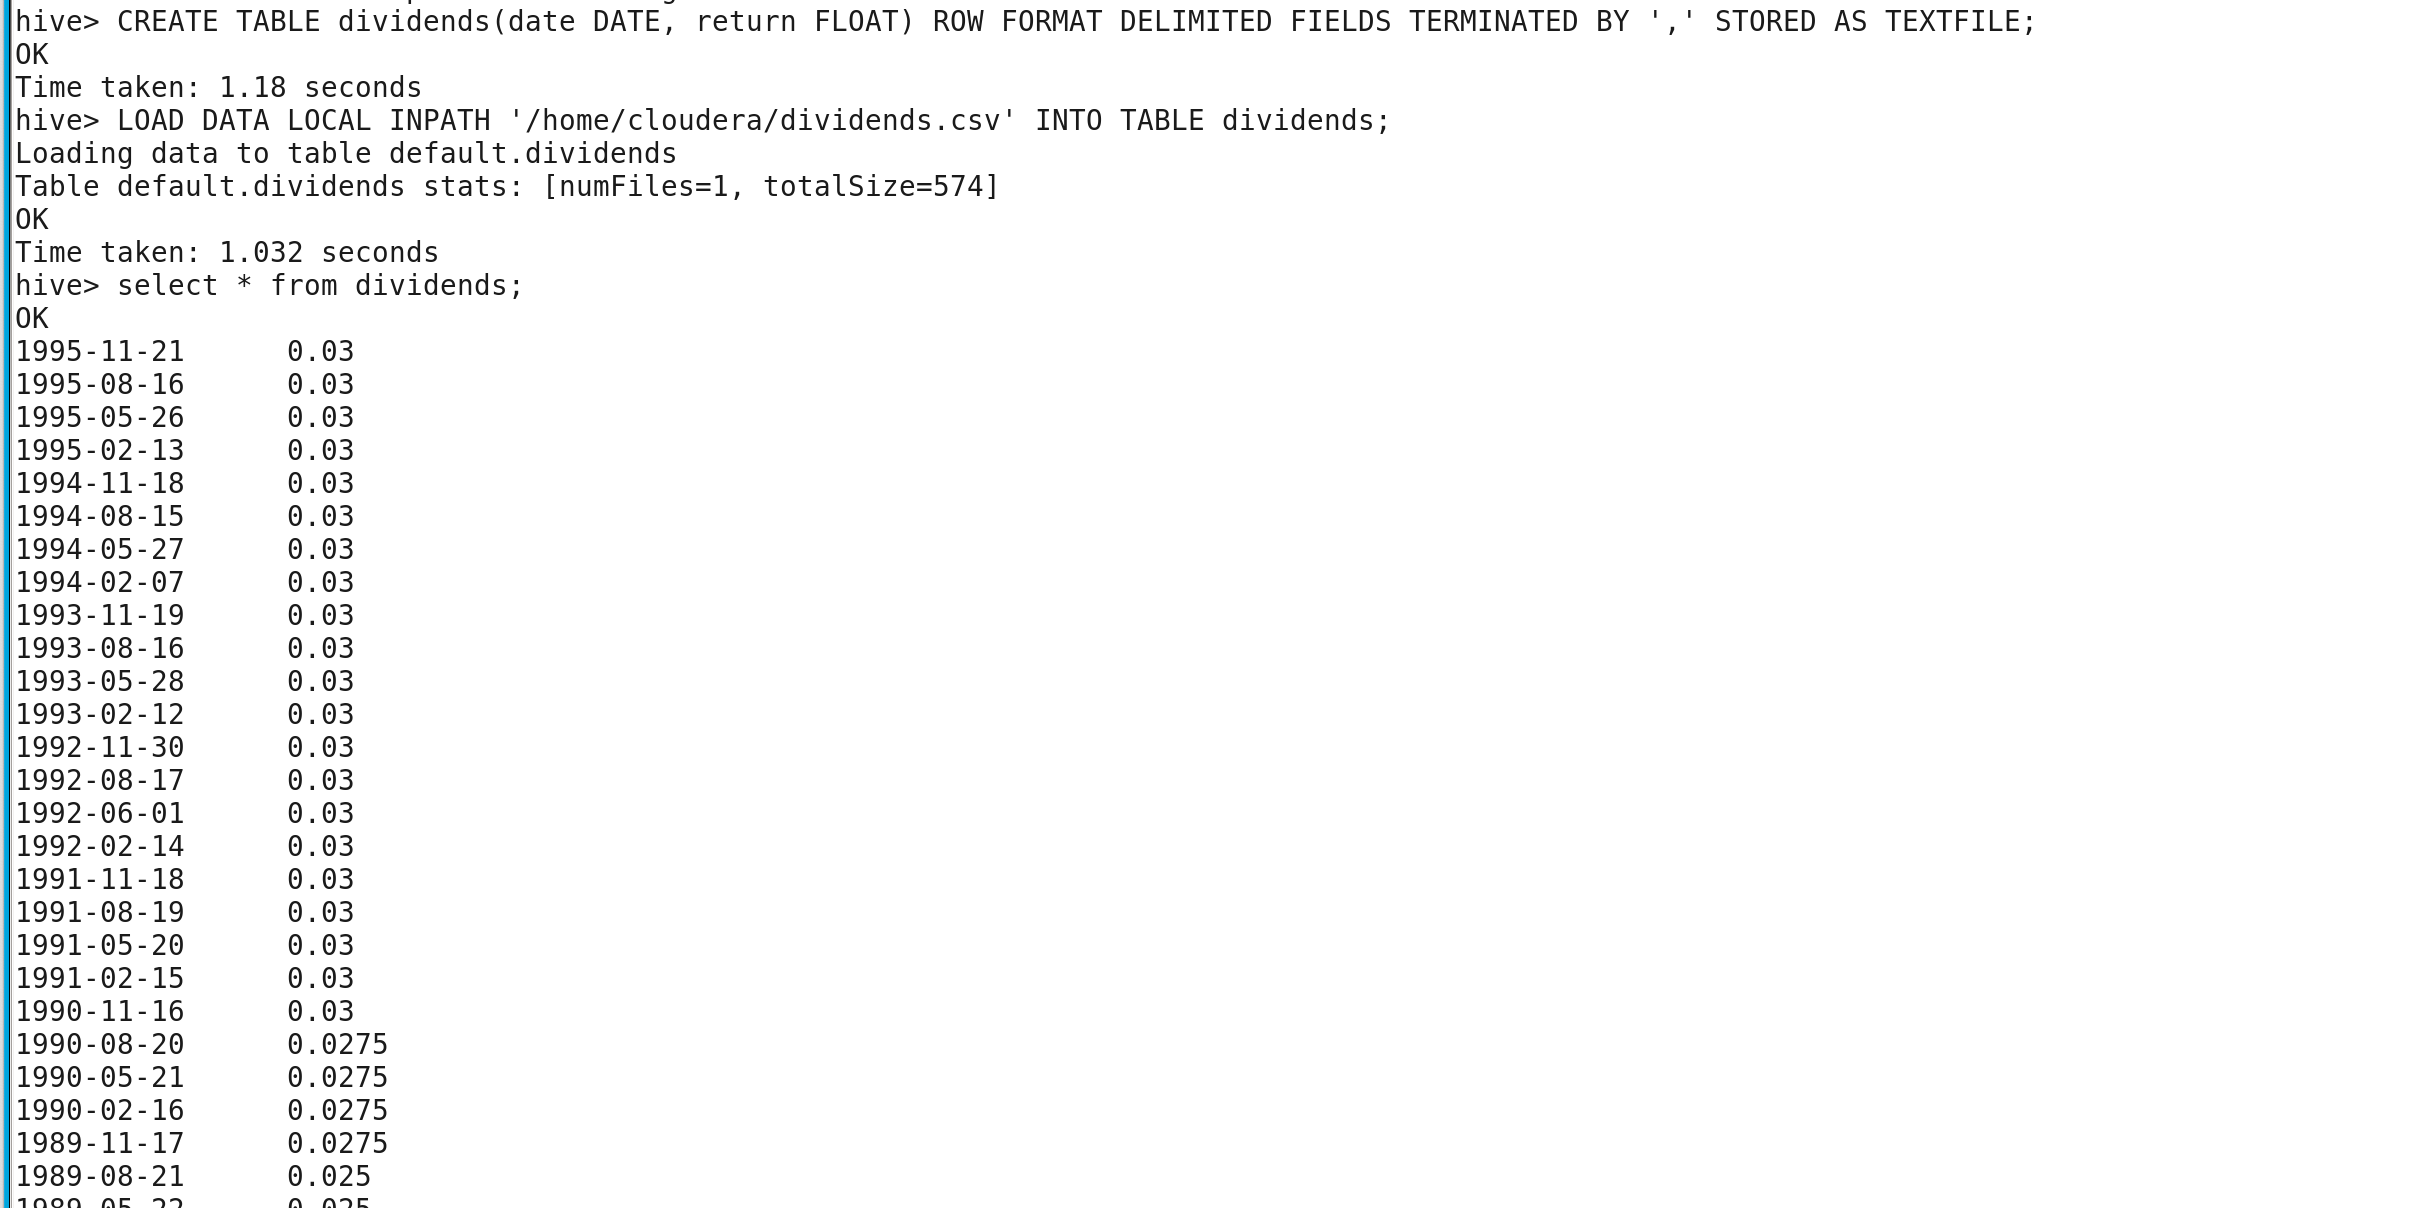 hive> CREATE TABLE dividends(date DATE, return FLOAT) ROW FORMAT DELIMITED FIELDS TERMINATED BY ',' STORED AS TEXTFILE;
OK
Time taken: 1.18 seconds
hive> LOAD DATA LOCAL INPATH '/home/cloudera/dividends.csv' INTO TABLE dividends;
Loading data to table default.dividends
Table default.dividends stats: [numFiles=1, totalSize=574]
OK
Time taken: 1.032 seconds
hive> select * from dividends;
OK
1995-11-21      0.03
1995-08-16      0.03
1995-05-26      0.03
1995-02-13      0.03
1994-11-18      0.03
1994-08-15      0.03
1994-05-27      0.03
1994-02-07      0.03
1993-11-19      0.03
1993-08-16      0.03
1993-05-28      0.03
1993-02-12      0.03
1992-11-30      0.03
1992-08-17      0.03
1992-06-01      0.03
1992-02-14      0.03
1991-11-18      0.03
1991-08-19      0.03
1991-05-20      0.03
1991-02-15      0.03
1990-11-16      0.03
1990-08-20      0.0275
1990-05-21      0.0275
1990-02-16      0.0275
1989-11-17      0.0275
1989-08-21      0.025
1989-05-22      0.025